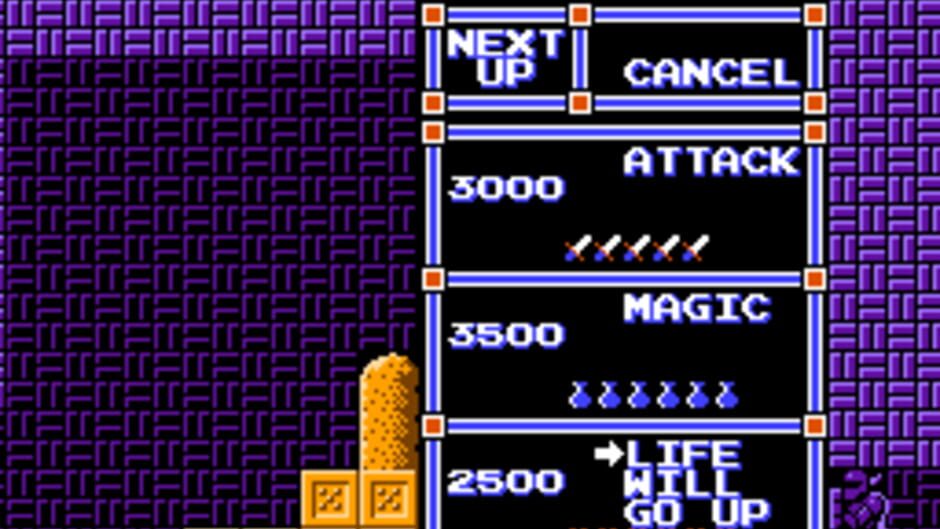 NEXT
UP
CANCEL
ATTACK
3000
MAGIC
3500
LIFE
2500
WILL
GO UP